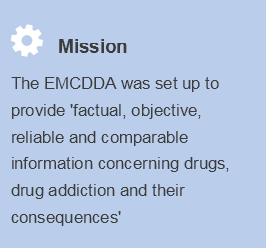 Mission
The EMCDDA was set up to
provide 'factual, objective,
reliable and comparable
information concerning drugs,
drug addiction and their
consequences'